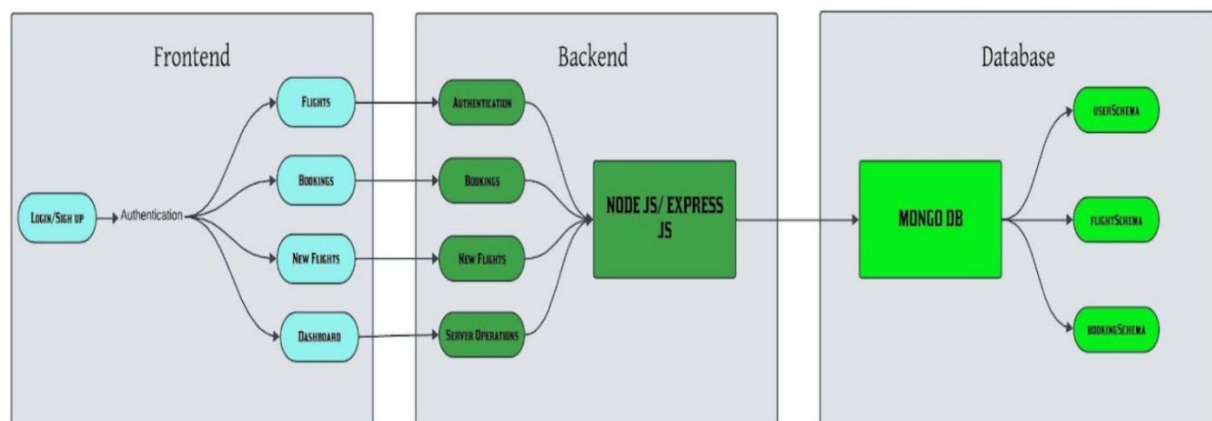 Frontend
Backend
Database
Flights
Bookings
Login/Sigh up
Authentication
New Flights
Dashboard
Authentication
Bookings
New Flights
Server Operations
NODE JS/ EXPRESS
JS
MONGO DB
userSchema
flightSchema
bookingSchema